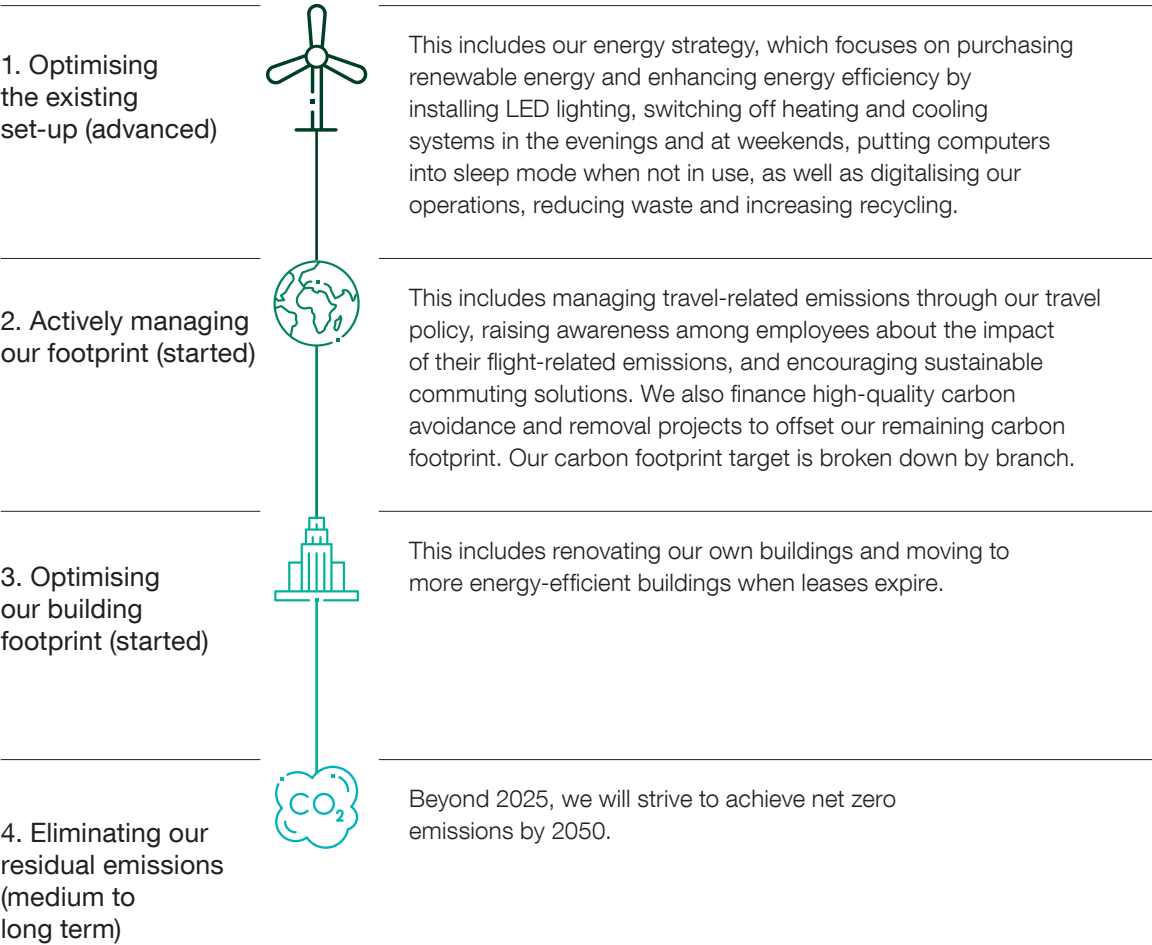 1. Optimising
the existing
set-up (advanced)
This includes our energy strategy, which focuses on purchasing
renewable energy and enhancing energy efficiency by
installing LED lighting, switching off heating and cooling
systems in the evenings and at weekends, putting computers
into sleep mode when not in use, as well as digitalising our
operations, reducing waste and increasing recycling.
2. Actively managing
our footprint (started)
This includes managing travel-related emissions through our travel
policy, raising awareness among employees about the impact
of their flight-related emissions, and encouraging sustainable
commuting solutions. We also finance high-quality carbon
avoidance and removal projects to offset our remaining carbon
footprint. Our carbon footprint target is broken down by branch.
3. Optimising
our building
footprint (started)
This includes renovating our own buildings and moving to
more energy-efficient buildings when leases expire.
4. Eliminating our
residual emissions
(medium to
long term)
CO2
Beyond 2025, we will strive to achieve net zero
emissions by 2050.